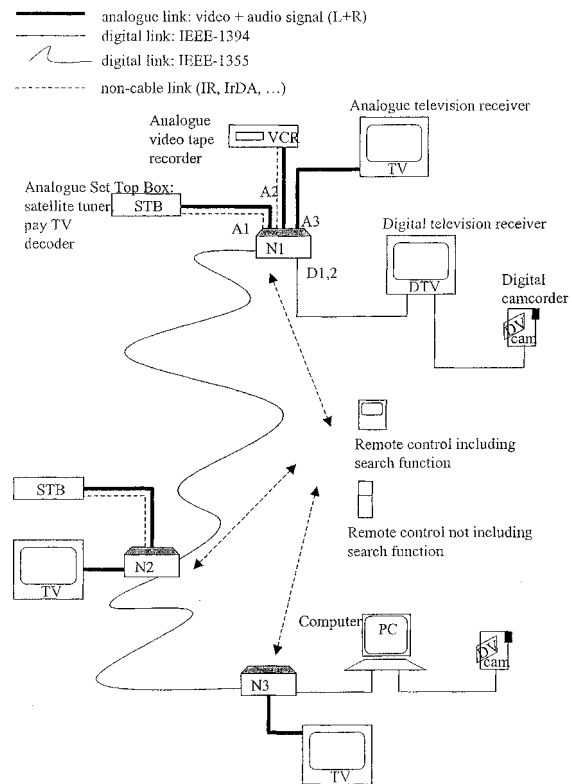 analogue link: video + audio signal (L+R)
digital link: IEEE-1394
digital link: IEEE-1355
non-cable link (IR, IrDA, ...)
Analogue television receiver
Analogue
video tape
recorder
VCR
TV
Analogue Set Top Box:
satellite tuner
pay TV
decoder
STB
A2
A1
A3
N1
D1,2
Digital television receiver
DTV
Digital
camcorder
DV
cam
Remote control including
search function
Remote control not including
search function
STB
TV
N2
Computer
PC
DV
cam
N3
TV